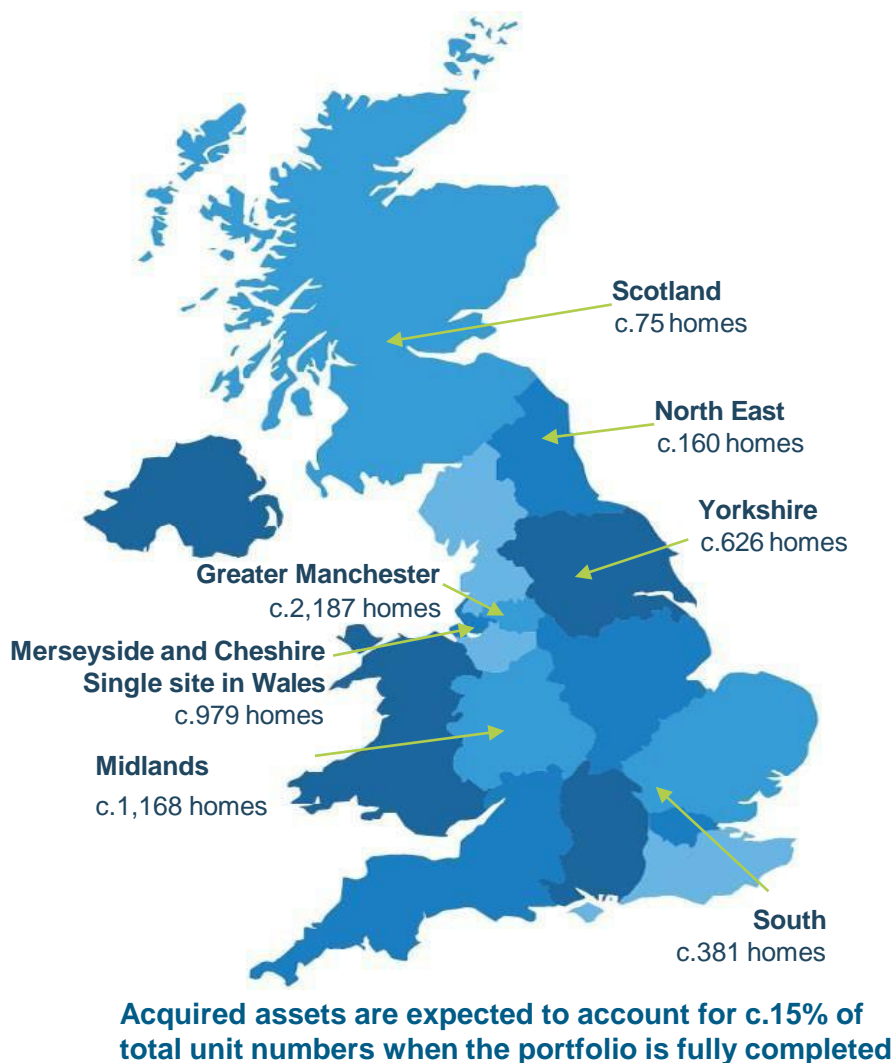 Scotland
c.75 homes
North East
c.160 homes
Yorkshire
c.626 homes
Greater Manchester
c.2,187 homes
Merseyside and Cheshire
Single site in Wales
c.979 homes
Midlands
c.1,168 homes
South
c.381 homes
Acquired assets are expected to account for c.15% of
total unit numbers when the portfolio is fully completed